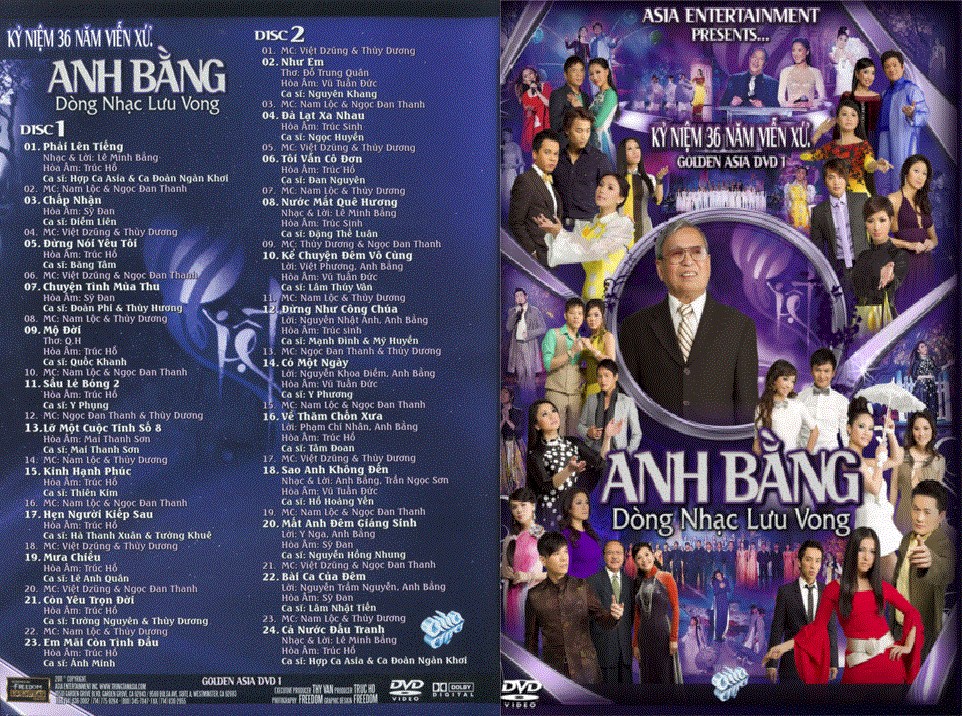 KỶ NIỆM 36 NĂM VIỄN XỨ.
ANH BẰNG
Dòng Nhạc Lưu Vong
DISC 1
01. Phải Lên Tiếng
Nhạc & Lời: Lê Minh Bằng
Hòa Âm: Trúc Hồ
Ca sĩ: Hợp Ca Asia & Ca Đoàn Ngàn Khơi
02. MC: Nam Lộc & Ngọc Đan Thanh
03. Chấp Nhận
Hòa Âm: Sỹ Đan
Ca sĩ: Diễm Liên
04. MC: Việt Dzũng & Thùy Dương
05. Đừng Nói Yêu Tôi
Ca sĩ: Băng Tâm
06. MC: Việt Dzũng & Ngọc Đan Thanh
07. Chuyện Tình Mùa Thu
Hòa Âm: Sỹ Đan
Ca sĩ: Đoàn Phi & Thùy Hương
08. MC: Nam Lộc & Thùy Dương
09. Mộ Đời
Thơ: Q.H
Hòa Âm: Trúc Hồ
Ca sĩ: Quốc Khanh
10. MC: Nam Lộc & Ngọc Đan Thanh
11. Sầu Lẻ Bóng 2
Hòa Âm: Trúc Hồ
Ca sĩ: Y Phụng
12. MC: Ngọc Đan Thanh & Thùy Dương
13. Lỡ Một Cuộc Tình Số 8
Hòa Âm: Mai Thanh Sơn
Ca sĩ: Mai Thanh Sơn
14. MC: Nam Lộc & Thùy Dương
15. Kinh Hạnh Phúc
Hòa Âm: Trúc Hồ
Ca sĩ: Thiên Kim
16. MC: Nam Lộc & Ngọc Đan Thanh
17. Hẹn Người Kiếp Sau
Hòa Âm: Trúc Hồ
Ca sĩ: Hà Thanh Xuân & Tường Khuê
18. MC: Việt Dzũng & Thùy Dương
19. Mưa Chiều
Hòa Âm: Trúc Hồ
Ca sĩ: Lê Anh Quân
20. MC: Việt Dzũng & Ngọc Đan Thanh
21. Còn Yêu Trọn Đời
Hòa Âm: Trúc Hồ
Ca sĩ: Tường Nguyên & Thùy Dương
22. MC: Nam Lộc & Thùy Dương
23. Em Mãi Còn Tình Đầu
Hòa Âm: Trúc Hồ
Ca sĩ: Ánh Minh
DISC 2
01. MC: Việt Dzũng & Thùy Dương
02. Như Em
Thơ: Đỗ Trung Quân
Hòa Âm: Vũ Tuấn Đức
Ca sĩ: Nguyên Khang
03. MC: Nam Lộc & Ngọc Đan Thanh
04. Đà Lạt Xa Nhau
Hòa Âm: Trúc Sinh
Ca sĩ: Ngọc Huyền
05. MC: Việt Dzũng & Thùy Dương
06. Tôi Vẫn Cô Đơn
Hòa Âm: Trúc Hồ
Ca sĩ: Đan Nguyên
07. MC: Nam Lộc & Thùy Dương
08. Nước Mắt Quê Hương
Nhạc & Lời: Lê Minh Bằng
Hòa Âm: Trúc Sinh
Ca sĩ: Đặng Thế Luân
09. MC: Thùy Dương & Ngọc Đan Thanh
10. Kể Chuyện Đêm Vô Cùng
Lời: Việt Phương, Anh Bằng
Hòa Âm: Vũ Tuấn Đức
Ca sĩ: Lâm Thúy Vân
11. MC: Nam Lộc & Thùy Dương
12. Đừng Như Công Chúa
Lời: Nguyễn Nhật Ánh, Anh Bằng
Hòa Âm: Trúc sinh
Ca sĩ: Mạnh Đình & Mỹ Huyền
13. MC: Ngọc Đan Thanh & Thùy Dương
14. Có Một Ngày
Lời: Nguyễn Khoa Điềm, Anh Bằng
Hòa Âm: Vũ Tuấn Đức
Ca sĩ: Y Phương
15. MC: Nam Lộc & Ngọc Đan Thanh
16. Về Thăm Chốn Xưa
Lời: Phạm Chi Nhân, Anh Bằng
Hòa Âm: Trúc Hồ
Ca sĩ: Tâm Đoan
17. MC: Việt Dzũng & Thùy Dương
18. Sao Anh Không Đến
Nhạc & Lời: Anh Bằng, Trần Ngọc Sơn
Hòa Âm: Vũ Tuấn Đức
Ca sĩ: Hồ Hoàng Yến
19. MC: Nam Lộc & Ngọc Đan Thanh
20. Mắt Anh Đêm Giáng Sinh
Lời: Y Nga, Anh Bằng
Hòa Âm: Sỹ Đan
Ca sĩ: Nguyễn Hồng Nhung
21. MC: Việt Dzũng & Ngọc Đan Thanh
22. Bài Ca Của Đêm
Lời: Nguyễn Trầm Nguyễn, Anh Bằng
Hòa Âm: Sỹ Đan
Ca sĩ: Lâm Nhật Tiến
23. MC: Nam Lộc & Thùy Dương
24. Cả Nước Đấu Tranh
Nhạc & Lời: Lê Minh Bằng
Hòa Âm: Trúc Hồ
Ca sĩ: Hợp Ca Asia & Ca Đoàn Ngàn Khơi
GOLDEN ASIA DVD 1
EXECUTIVE PRODUCER THY VAN PRODUCER TRUC HO
PHOTOGRAPHY FREEDOM GRAPHIC DESIGN FREEDOM
DVD VIDEO
DOLBY DIGITAL
ASIA ENTERTAINMENT
PRESENTS...
KỶ NIỆM 36 NĂM VIỄN XỨ.
GOLDEN ASIA DVD 1
ANH BẰNG
Dòng Nhạc Lưu Vong
DVD VIDEO